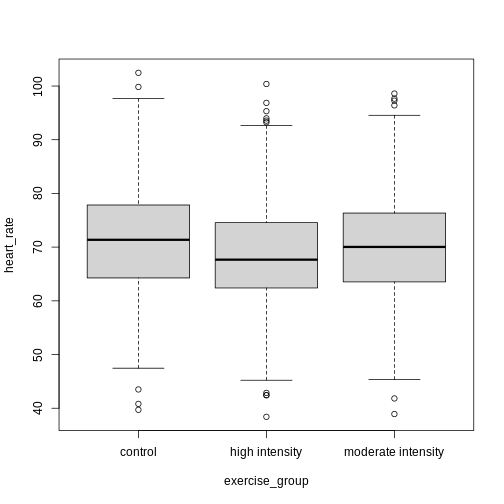 100
90
80
70
60
50
40
heart_rate
control high intensity moderate intensity
exercise_group